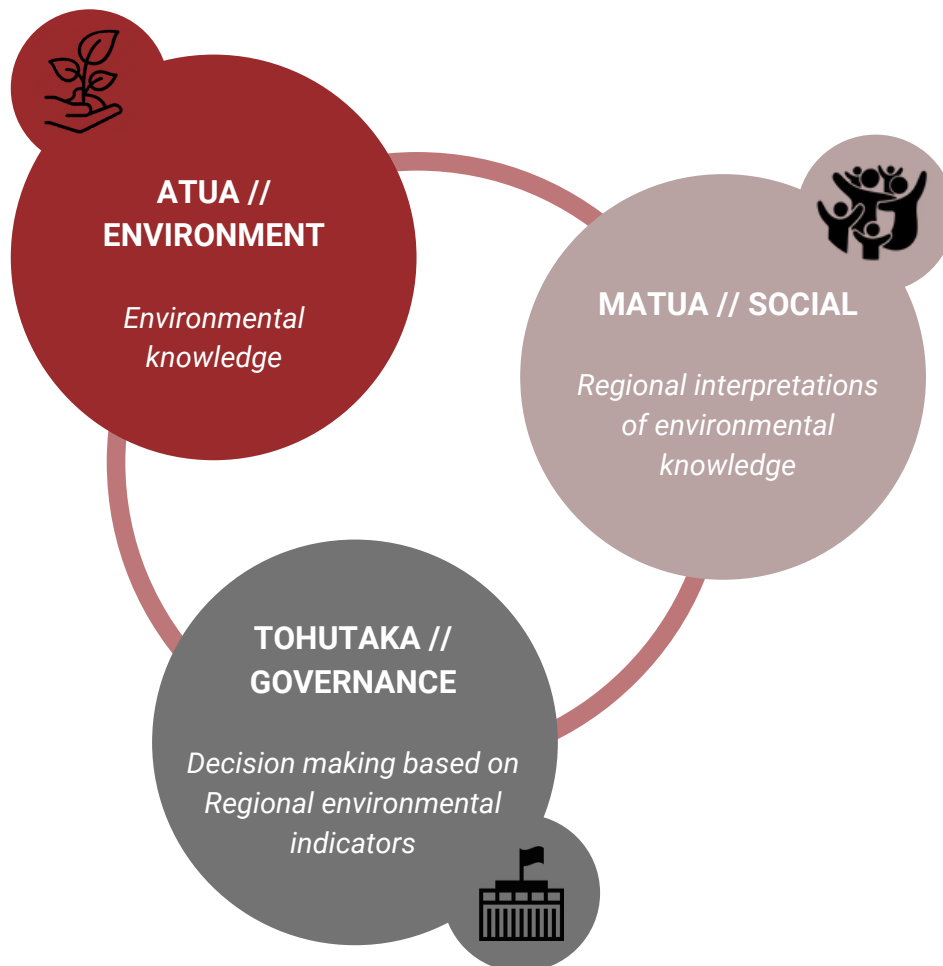 ATUA //
ENVIRONMENT
Environmental
knowledge
MATUA // SOCIAL
Regional interpretations
of environmental
knowledge
TOHUTAKA //
GOVERNANCE
Decision making based on
Regional environmental
indicators